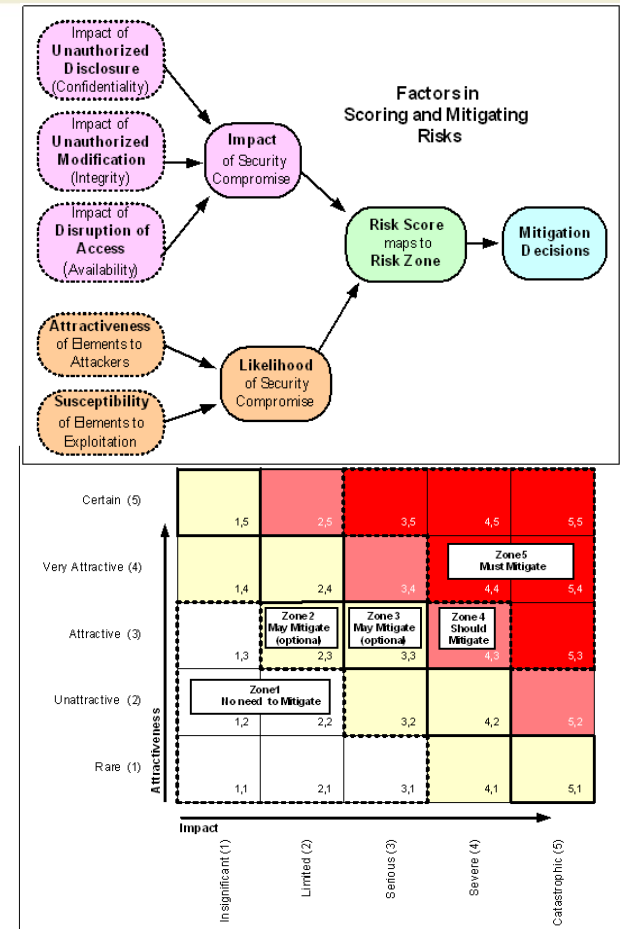 Impact of
Unauthorized
Disclosure
(Confidentiality)
Impact of
Unauthorized
Modification
(Integrity)
Impact of
Disruption of
Access
(Availability)
Attractiveness
of Elements to
Attackers
Susceptibility
of Elements to
Exploitation
Impact
of Security
Compromise
Likelihood
of Security
Compromise
Factors in
Scoring and Mitigating
Risks
Risk Score
maps to
Risk Zone
Mitigation
Decisions
Certain (5)
1,5 2,5 3,5 4,5 5,5
Very Attractive (4)
Zone5
Must Mitigate
1,4 2,4 3,4 4,4 5,4
Attractive (3)
Zone2
May Mitigate
(optional)
Zone 3
May Mitigate
(optional)
Zone 4
Should
Mitigate
1,3 2,3 3,3 4,3 5,3
Unattractive (2)
Zone1
No need to Mitigate
1,2 2,2 3,2 4,2 5,2
Rare (1)
1,1 2,1 3,1 4,1 5,1
Attractiveness
Impact
Insignificant (1)
Limited (2)
Serious (3)
Severe (4)
Catastrophic (5)